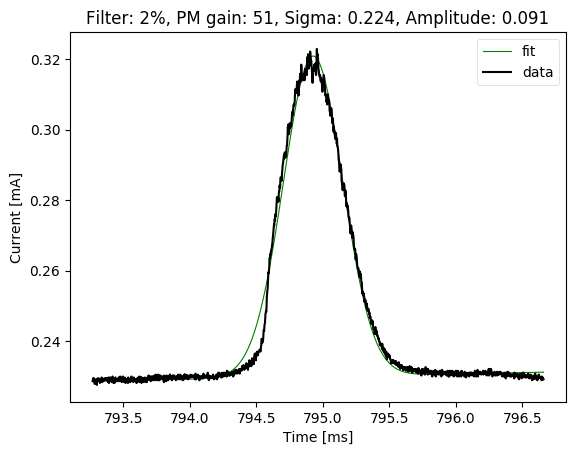 Filter: 2%, PM gain: 51, Sigma: 0.224, Amplitude: 0.091
fit
data
0.32
0.30
0.28
0.26
0.24
Current [mA]
793.5 794.0 794.5 795.0 795.5 796.0 796.5
Time [ms]